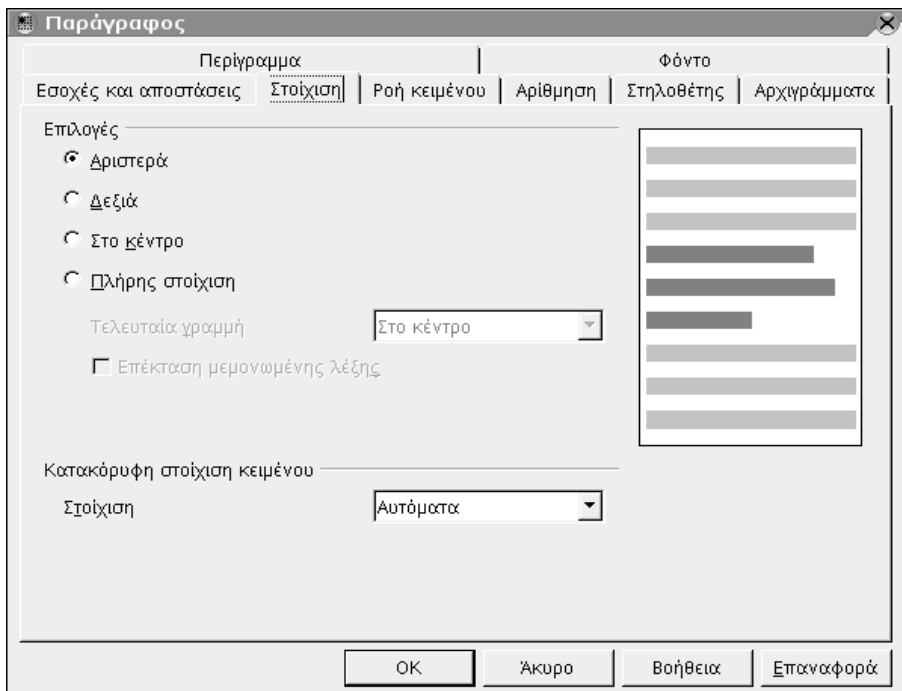 Παράγραφος
Περίγραμμα Φόντο
Εσοχές και αποστάσεις Στοίχιση Ροή κειμένου Αρίθμηση Στηλοθέτης Αρχιγράμματα
Επιλογές
Αριστερά
Δεξιά
Στο κέντρο
Πλήρης στοίχιση
Τελευταία γραμμή Στο κέντρο
Επέκταση μεμονωμένης λέξης
Κατακόρυφη στοίχιση κειμένου
Στοίχιση Αυτόματα
OK Άκυρο Βοήθεια Επαναφορά